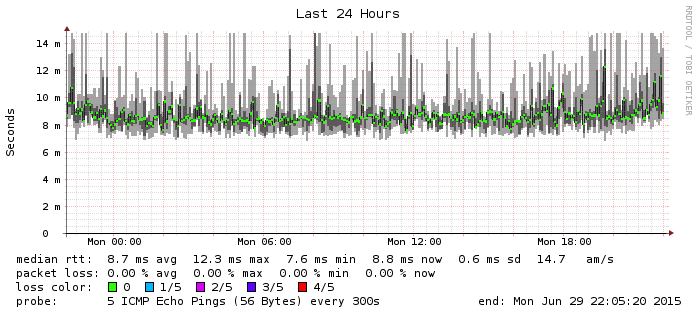 Last 24 Hours
RRDTOOL / TOBI OETIKER
Seconds
14 m
12 m
10 m
8 m
6 m
4 m
2 m
0
Mon 00:00 Mon 06:00 Mon 12:00 Mon 18:00
median rtt: 8.7 ms avg 12.3 ms max 7.6 ms min 8.8 ms now 0.6 ms sd 14.7 am/s
packet loss: 0.00 % avg 0.00 % max 0.00 % min 0.00 % now
loss color: 0 1/5 2/5 3/5 4/5
probe: 5 ICMP Echo Pings (56 Bytes) every 300s end: Mon Jun 29 22:05:20 2015